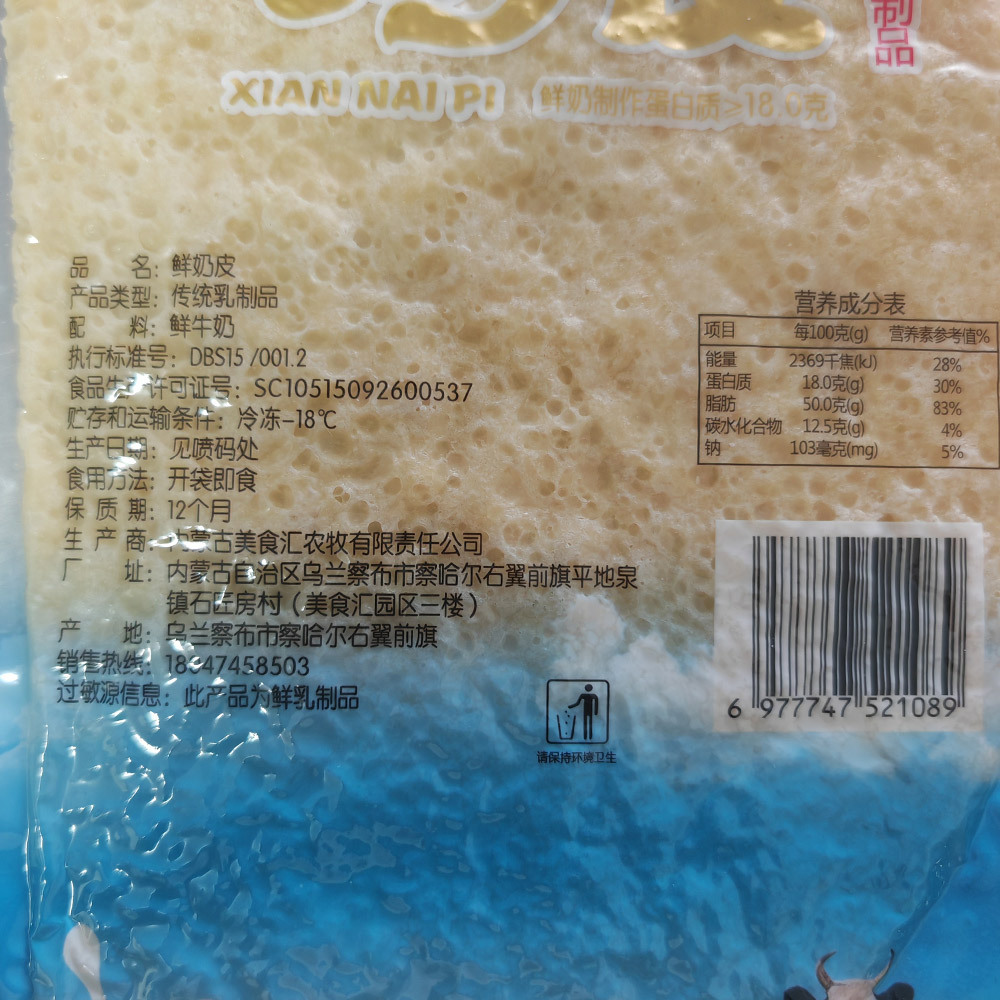 制品
XIAN NAI PI 鲜奶制作蛋白质≥18.0克
品 名：鲜奶皮
产品类型：传统乳制品
配 料：鲜牛奶
执行标准号：DBS15 /001.2
食品生产许可证号：SC10515092600537
贮存和运输条件：冷冻-18℃
生产日期：见喷码处
食用方法：开袋即食
保 质 期：12个月
生 产 商：内蒙古美食汇农牧有限责任公司
厂 址：内蒙古自治区乌兰察布市察哈尔右翼前旗平地泉
镇石匠房村（美食汇园区三楼）
产 地：乌兰察布市察哈尔右翼前旗
销售热线：
过敏源信息：此产品为鲜乳制品
营养成分表
项目 每100克(g) 营养素参考值%
能量 2369千焦(kJ) 28%
蛋白质 18.0克(g) 30%
脂肪 50.0克(g) 83%
碳水化合物 12.5克(g) 4%
钠 103毫克(mg) 5%
6 977747 521089
请保持环境卫生